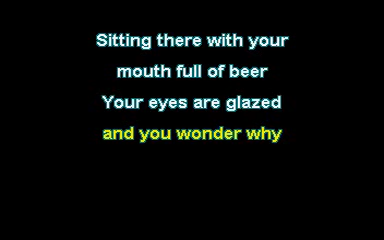 Sitting there with your
mouth full of beer
Your eyes are glazed
and you wonder why